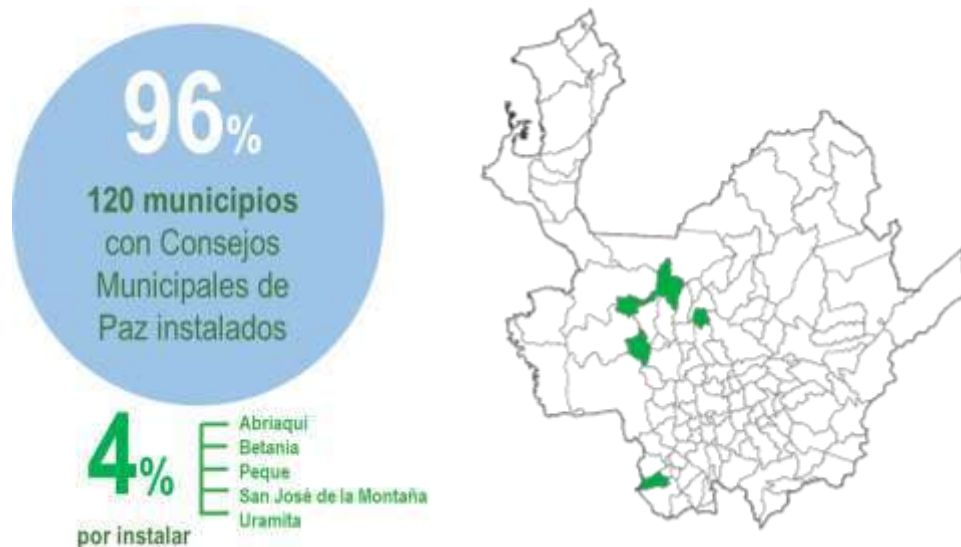 96%
120 municipios
con Consejos
Municipales de
Paz instalados
4%
por instalar
Abriaquí
Betania
Peque
San José de la Montaña
Uramita